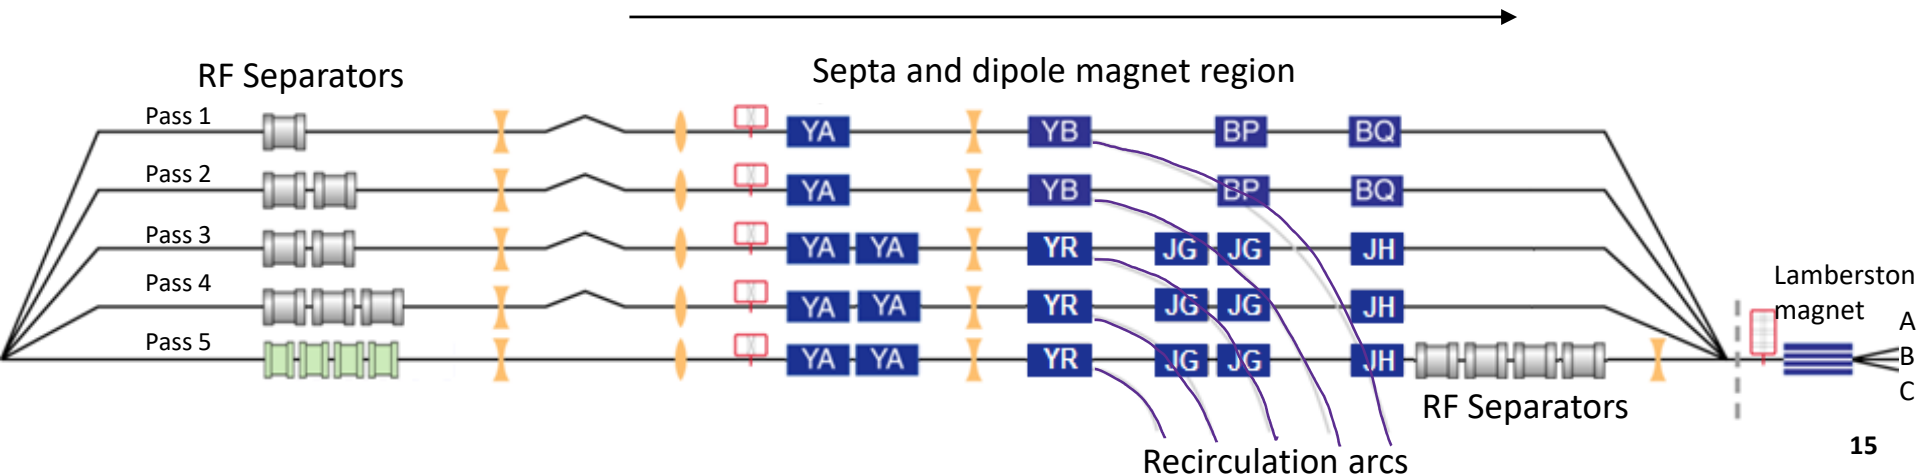 RF Separators
Septa and dipole magnet region
Pass 1
YA
YB
BP
BQ
Pass 2
YA
YB
BP
BQ
Pass 3
YA YA
YR
JG JG
JH
Pass 4
YA YA
YR
JG JG
JH
Pass 5
YA YA
YR
JG JG
JH
RF Separators
Lamberston
magnet
A
B
C
Recirculation arcs
15